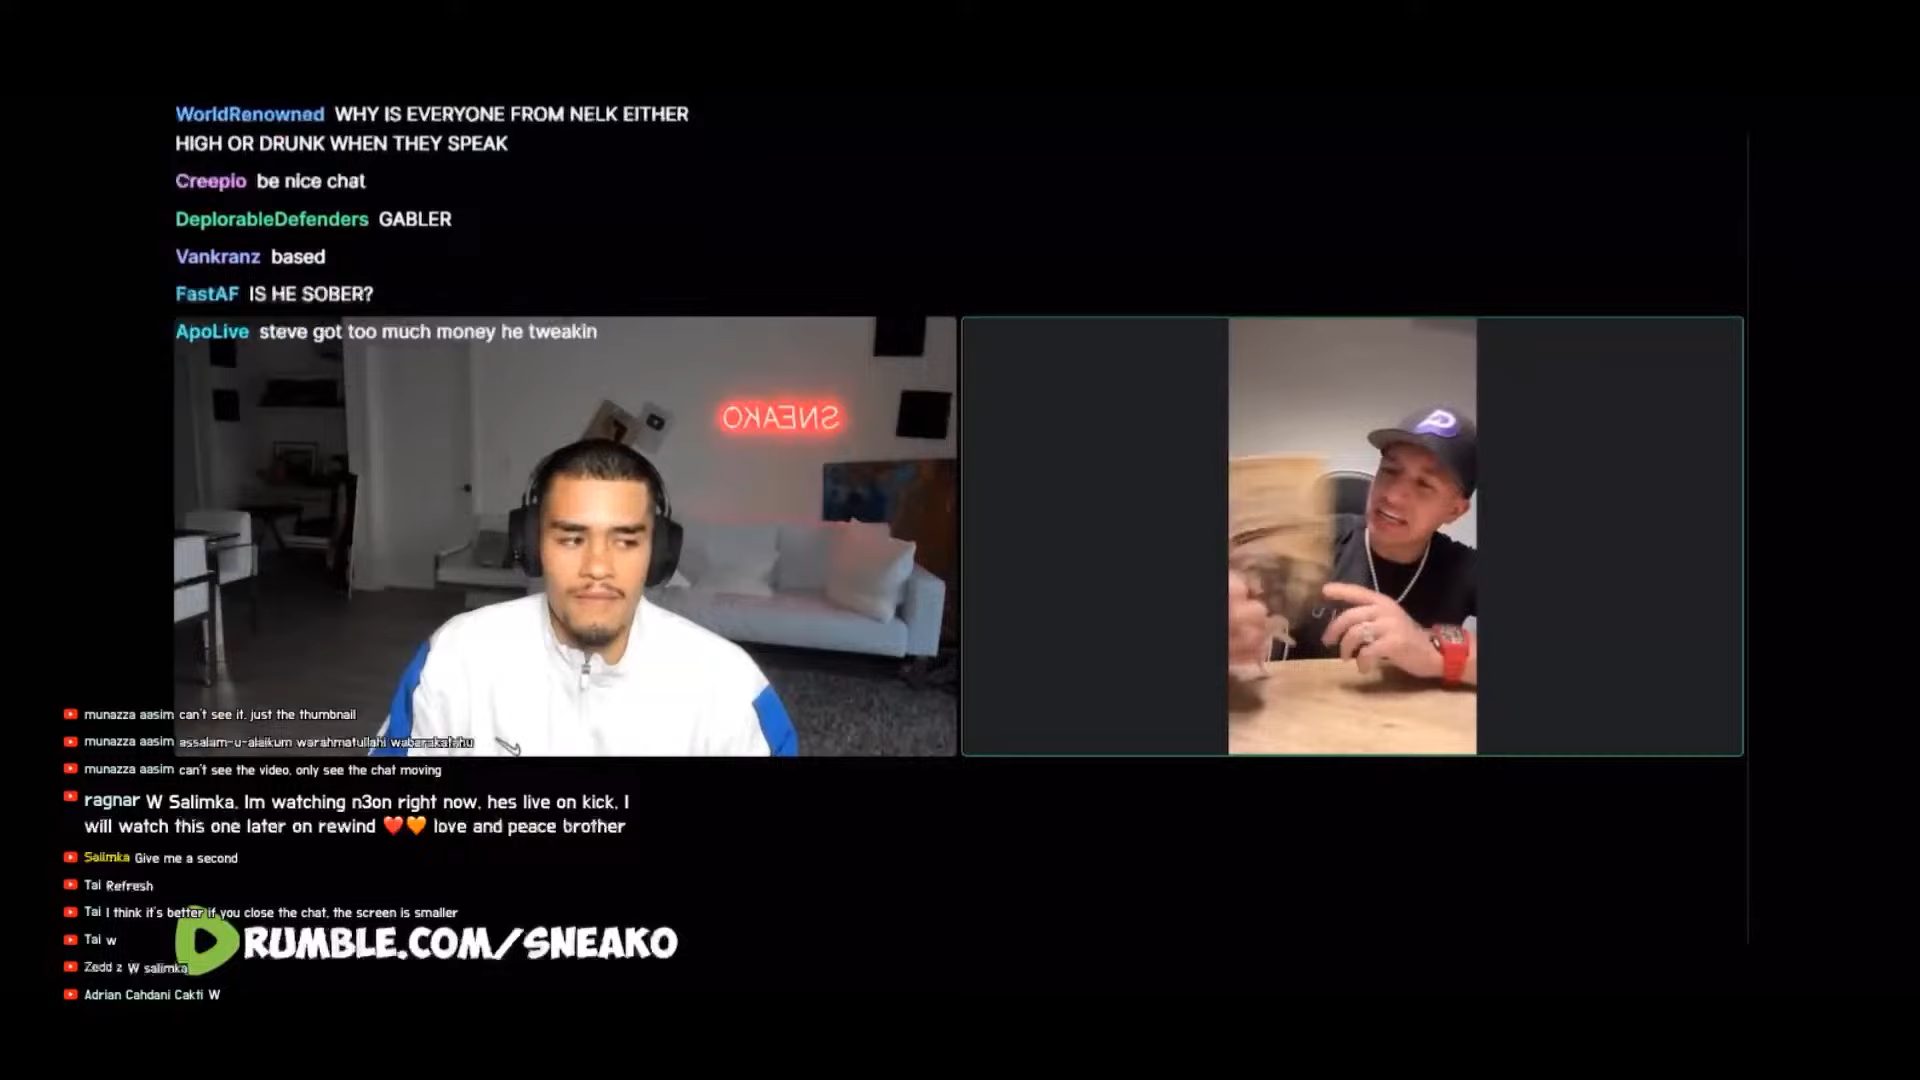 WorldRenowned WHY IS EVERYONE FROM NELK EITHER
HIGH OR DRUNK WHEN THEY SPEAK
Creepio be nice chat
DeplorableDefenders GABLER
Vankranz based
FastAF IS HE SOBER?
ApoLive steve got too much money he tweakin
SNEAKO
munazza aasim can't see it. just the thumbnail
munazza aasim assalam-u-alaikum warahmatullahi wabarakatuhu
munazza aasim can't see the video. only see the chat moving
ragnar W Salimka. Im watching n3on right now. hes live on kick. I
will watch this one later on rewind ❤️🧡 love and peace brother
Salimka Give me a second
Tai Refresh
Tai I think it's better if you close the chat. the screen is smaller
Tai w
RUMBLE.COM/SNEAKO
Zedd z W salimka
Adrian Cahdani Cakti W